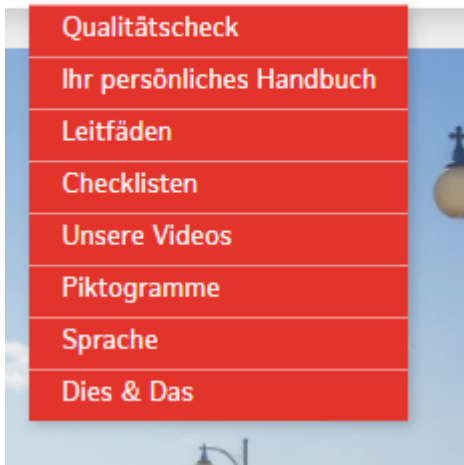 Qualitätscheck
Ihr persönliches Handbuch
Leitfäden
Checklisten
Unsere Videos
Piktogramme
Sprache
Dies & Das